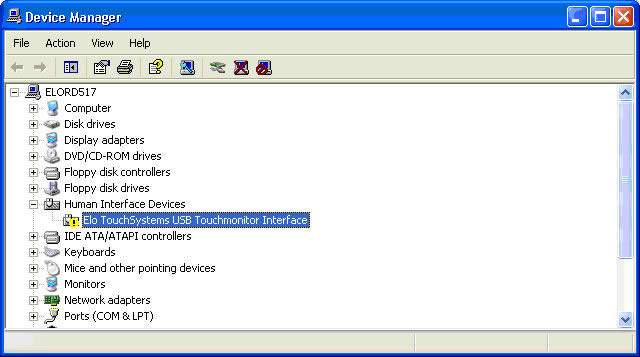 Device Manager
File Action View Help
ELORD517
Computer
Disk drives
Display adapters
DVD/CD-ROM drives
Floppy disk controllers
Floppy disk drives
Human Interface Devices
Elo TouchSystems USB Touchmonitor Interface
IDE ATA/ATAPI controllers
Keyboards
Mice and other pointing devices
Monitors
Network adapters
Ports (COM & LPT)